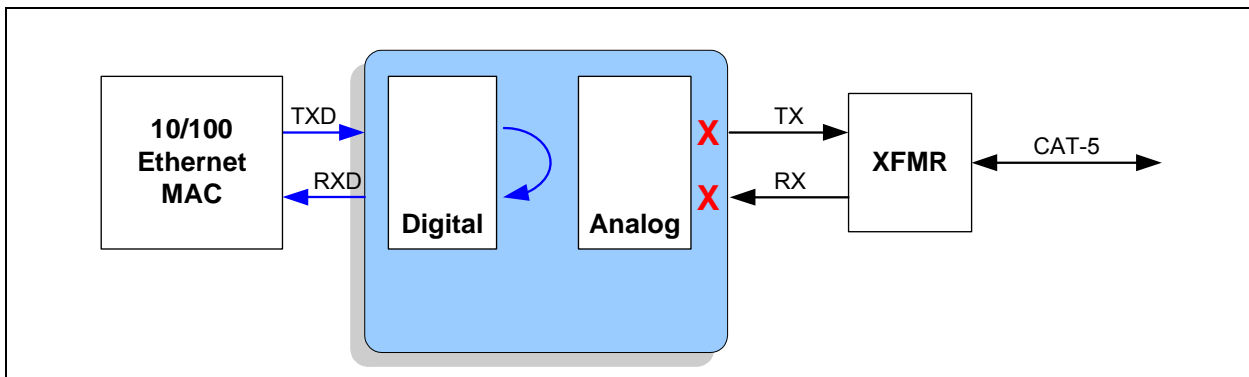 10/100
Ethernet
MAC
TXD
RXD
Digital
Analog
X
X
TX
RX
XFMR
CAT-5